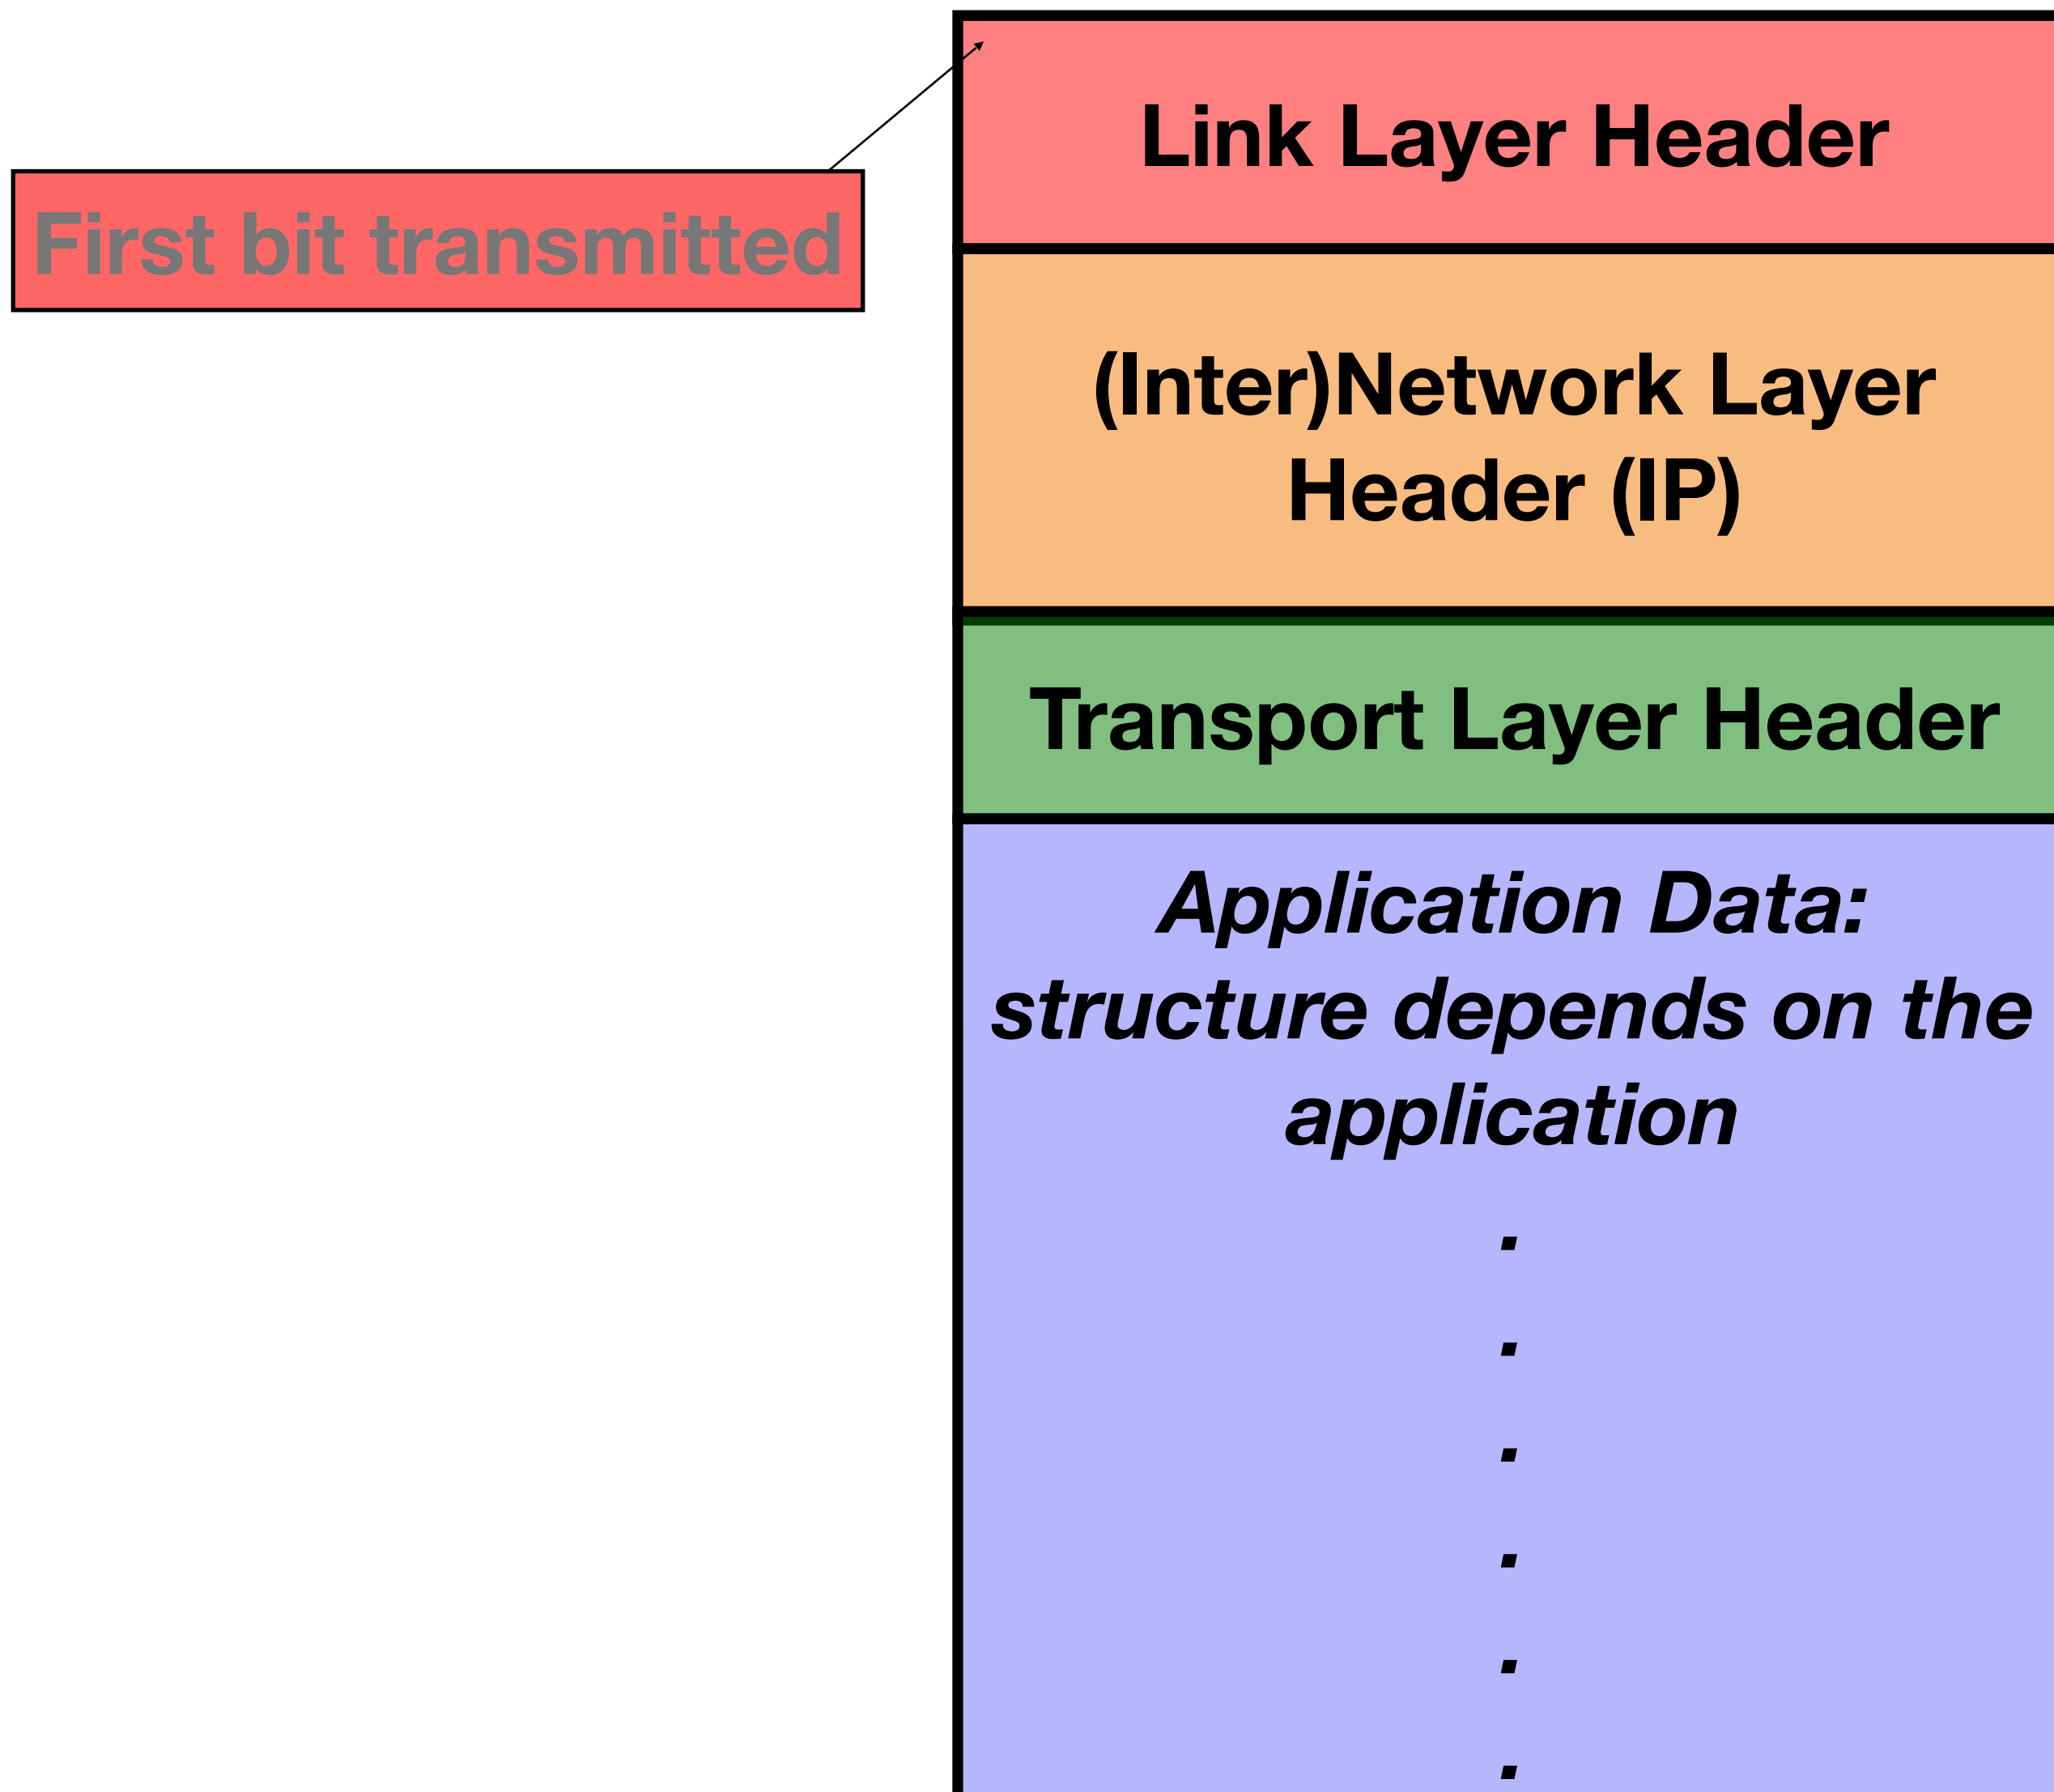 Link Layer Header
First bit transmitted
(Inter)Network Layer
Header (IP)
Transport Layer Header
Application Data:
structure depends on the
application
.
.
.
.
.
.